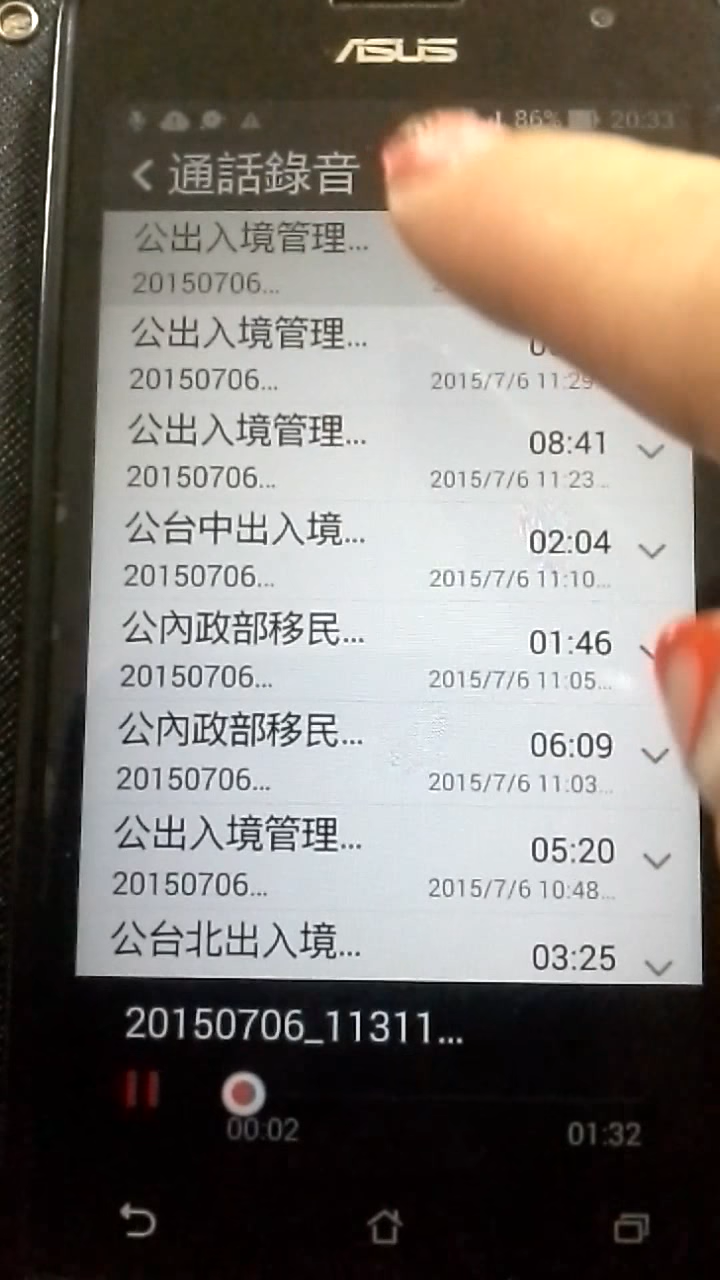 ASUS
86% 20:33
通話錄音
公出入境管理...
20150706...
公出入境管理...
20150706... 2015/7/6 11:29
公出入境管理... 08:41
20150706... 2015/7/6 11:23...
公台中出入境... 02:04
20150706... 2015/7/6 11:10...
公內政部移民... 01:46
20150706... 2015/7/6 11:05...
公內政部移民... 06:09
20150706... 2015/7/6 11:03...
公出入境管理... 05:20
20150706... 2015/7/6 10:48...
公台北出入境... 03:25
20150706_11311...
00:02 01:32